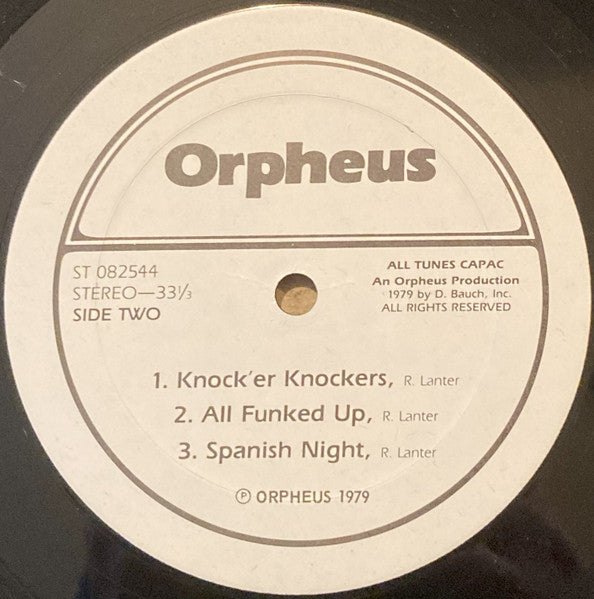 Orpheus
ST 082544
STEREO—33⅓
SIDE TWO
ALL TUNES CAPAC
An Orpheus Production
1979 by D. Bauch, Inc.
ALL RIGHTS RESERVED
1. Knock'er Knockers, R. Lanter
2. All Funked Up, R. Lanter
3. Spanish Night, R. Lanter
℗ ORPHEUS 1979